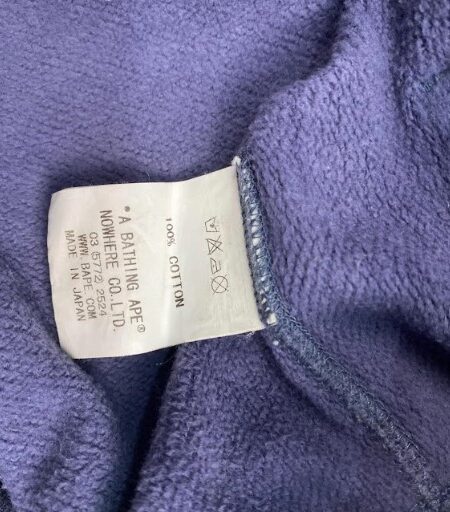 100% COTTON
* A BATHING APE®
NOWHERE CO.,LTD.
03 (5772) 2524
WWW.BAPE.COM
MADE IN JAPAN